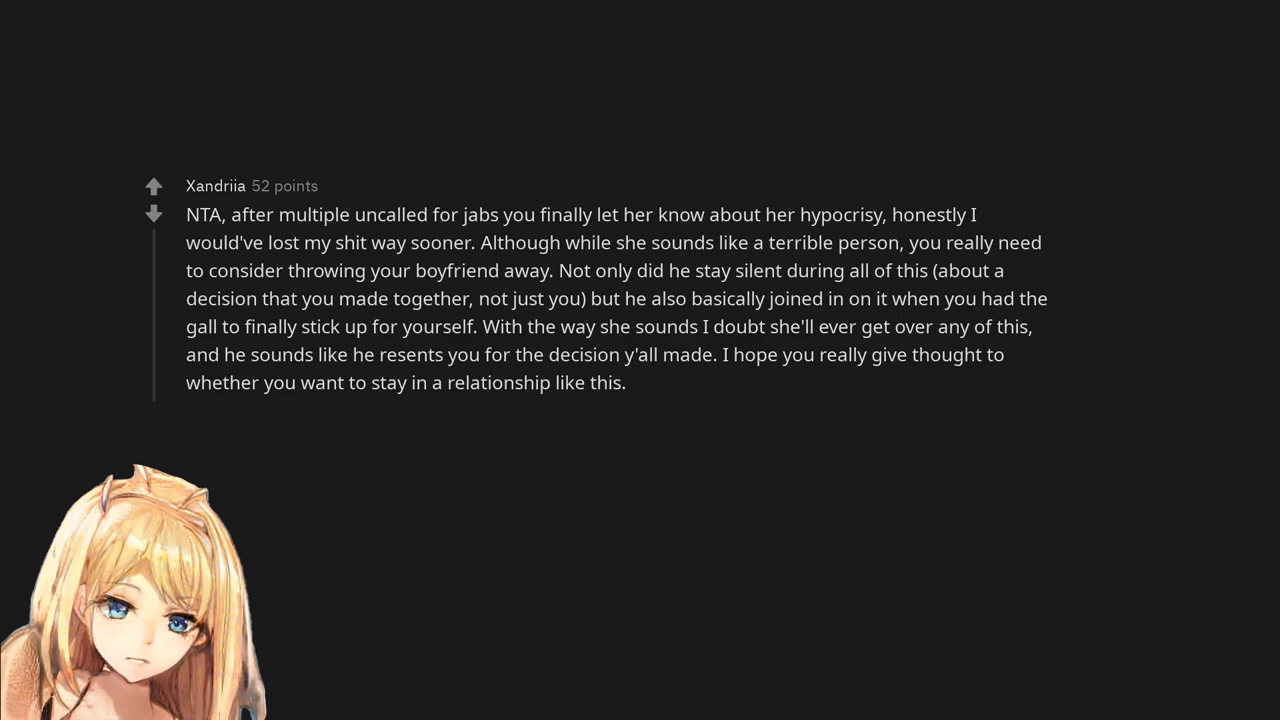 Xandriia 52 points
NTA, after multiple uncalled for jabs you finally let her know about her hypocrisy, honestly I
would've lost my shit way sooner. Although while she sounds like a terrible person, you really need
to consider throwing your boyfriend away. Not only did he stay silent during all of this (about a
decision that you made together, not just you) but he also basically joined in on it when you had the
gall to finally stick up for yourself. With the way she sounds I doubt she'll ever get over any of this,
and he sounds like he resents you for the decision y'all made. I hope you really give thought to
whether you want to stay in a relationship like this.